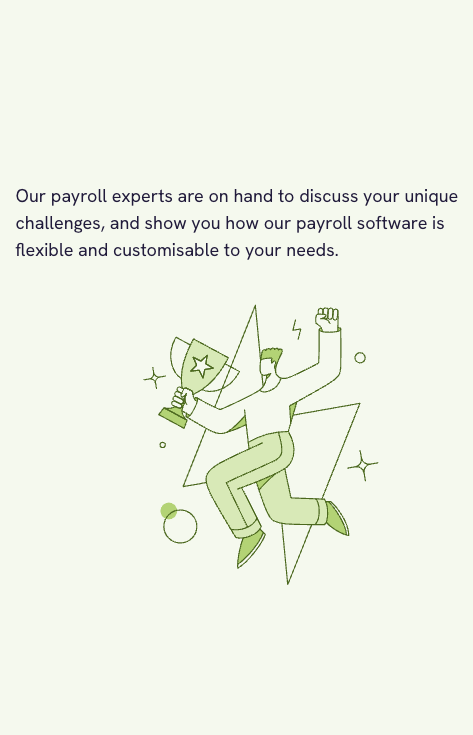 Our payroll experts are on hand to discuss your unique
challenges, and show you how our payroll software is
flexible and customisable to your needs.